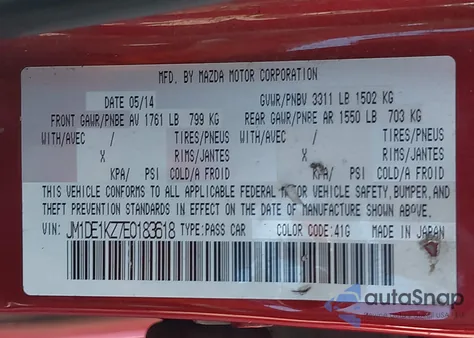 MFD. BY MAZDA MOTOR CORPORATION
DATE 05/14 GVWR/PNBV 3311 LB 1502 KG
FRONT GAWR/PNBE AV 1761 LB 799 KG REAR GAWR/PNBE AR 1550 LB 703 KG
WITH/AVEC / TIRES/PNEUS WITH/AVEC / TIRES/PNEUS
X RIMS/JANTES X RIMS/JANTES
KPA/ PSI COLD/A FROID KPA/ PSI COLD/A FROID
THIS VEHICLE CONFORMS TO ALL APPLICABLE FEDERAL VEHICLE SAFETY, BUMPER, AND
THEFT PREVENTION STANDARDS IN EFFECT ON THE DATE OF MANUFACTURE SHOWN ABOVE.
VIN: JM1DE1KZ7E0183618 TYPE:PASS CAR COLOR CODE:41G MADE IN JAPAN
autoSnap